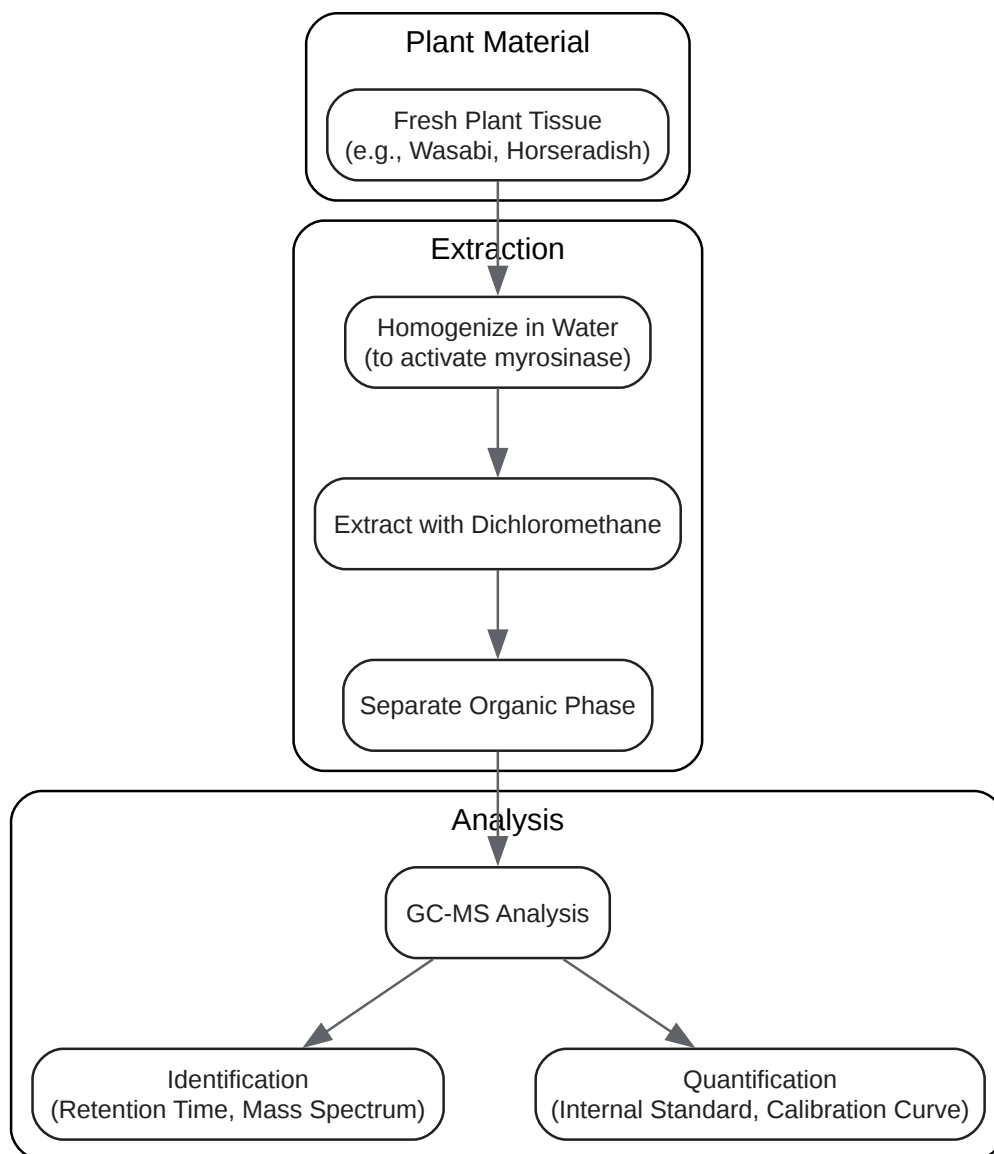 Plant Material
Fresh Plant Tissue
(e.g., Wasabi, Horseradish)
Extraction
Homogenize in Water
(to activate myrosinase)
Extract with Dichloromethane
Separate Organic Phase
Analysis
GC-MS Analysis
Identification
(Retention Time, Mass Spectrum)
Quantification
(Internal Standard, Calibration Curve)